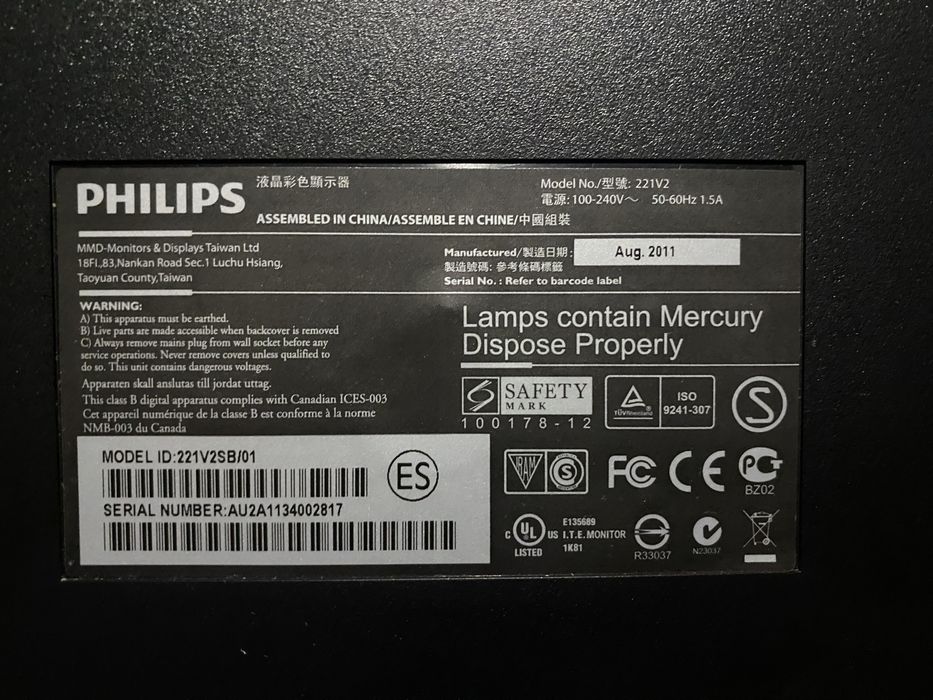 PHILIPS
液晶彩色顯示器
ASSEMBLED IN CHINA/ASSEMBLE EN CHINE/中國組裝
Model No./型號: 221V2
電源: 100-240V～ 50-60Hz 1.5A
MMD-Monitors & Displays Taiwan Ltd
18Fl.,83,Nankan Road Sec.1 Luchu Hsiang,
Taoyuan County,Taiwan
Manufactured/製造日期: Aug. 2011
製造號碼: 參考條碼標籤
Serial No. : Refer to barcode label
WARNING:
A) This apparatus must be earthed.
B) Live parts are made accessible when backcover is removed
C) Always remove mains plug from wall socket before any
service operations. Never remove covers unless qualified to
do so. This unit contains dangerous voltages.
Apparaten skall anslutas till jordat uttag.
This class B digital apparatus complies with Canadian ICES-003
Cet appareil numérique de la classe B est conforme à la norme
NMB-003 du Canada
Lamps contain Mercury
Dispose Properly
S SAFETY
MARK
100178-12
TÜVRheinland
ISO
9241-307
S
MODEL ID:221V2SB/01
SERIAL NUMBER:AU2A1134002817
ES
BAM S
FC CE PCT
BZ02
C UL US
LISTED
E135689
I.T.E. MONITOR
1K81
R33037
N23037